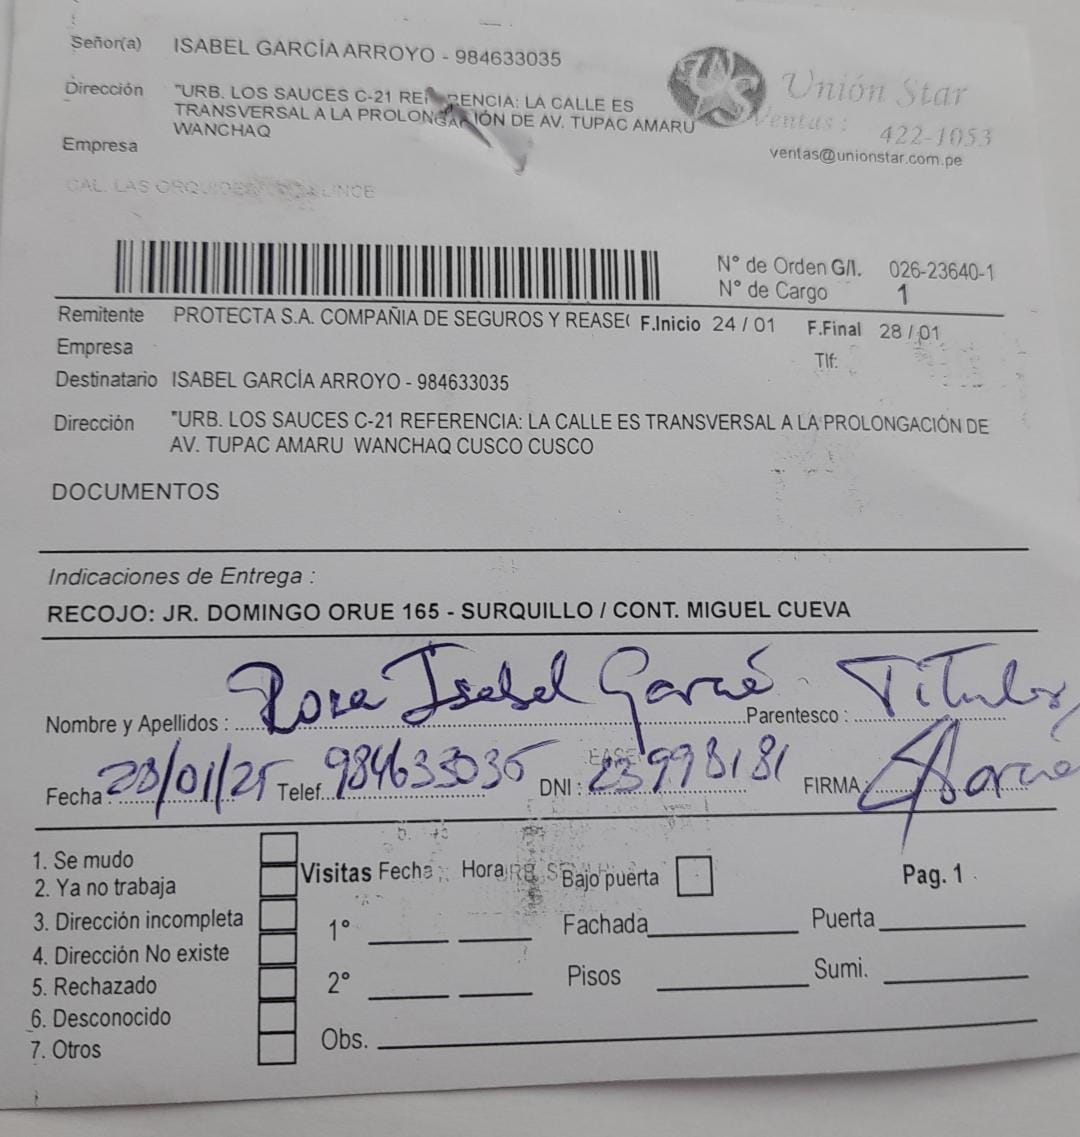 Señor(a) ISABEL GARCÍA ARROYO - 984633035
Unión Star
Ventas: 422-1053
ventas@unionstar.com.pe
Dirección "URB. LOS SAUCES C-21 REFERENCIA: LA CALLE ES
TRANSVERSAL A LA PROLONGACIÓN DE AV. TUPAC AMARU
WANCHAQ
Empresa
CAL. LAS LINCE
N° de Orden G/I. 026-23640-1
N° de Cargo 1
Remitente PROTECTA S.A. COMPAÑIA DE SEGUROS Y REASE( F.Inicio 24 / 01 F.Final 28 / 01
Empresa Tlf:
Destinatario ISABEL GARCÍA ARROYO - 984633035
Dirección "URB. LOS SAUCES C-21 REFERENCIA: LA CALLE ES TRANSVERSAL A LA PROLONGACIÓN DE
AV. TUPAC AMARU WANCHAQ CUSCO CUSCO
DOCUMENTOS
Indicaciones de Entrega :
RECOJO: JR. DOMINGO ORUE 165 - SURQUILLO / CONT. MIGUEL CUEVA
Nombre y Apellidos : Rosa Isabel García Parentesco : Titular
Fecha : 28/01/25 Telef. 984633035 DNI : 23998181 FIRMA : García
1. Se mudo
2. Ya no trabaja
3. Dirección incompleta
4. Dirección No existe
5. Rechazado
6. Desconocido
7. Otros
Visitas Fecha Hora Bajo puerta Pag. 1
1° Fachada Puerta
2° Pisos Sumi.
Obs.